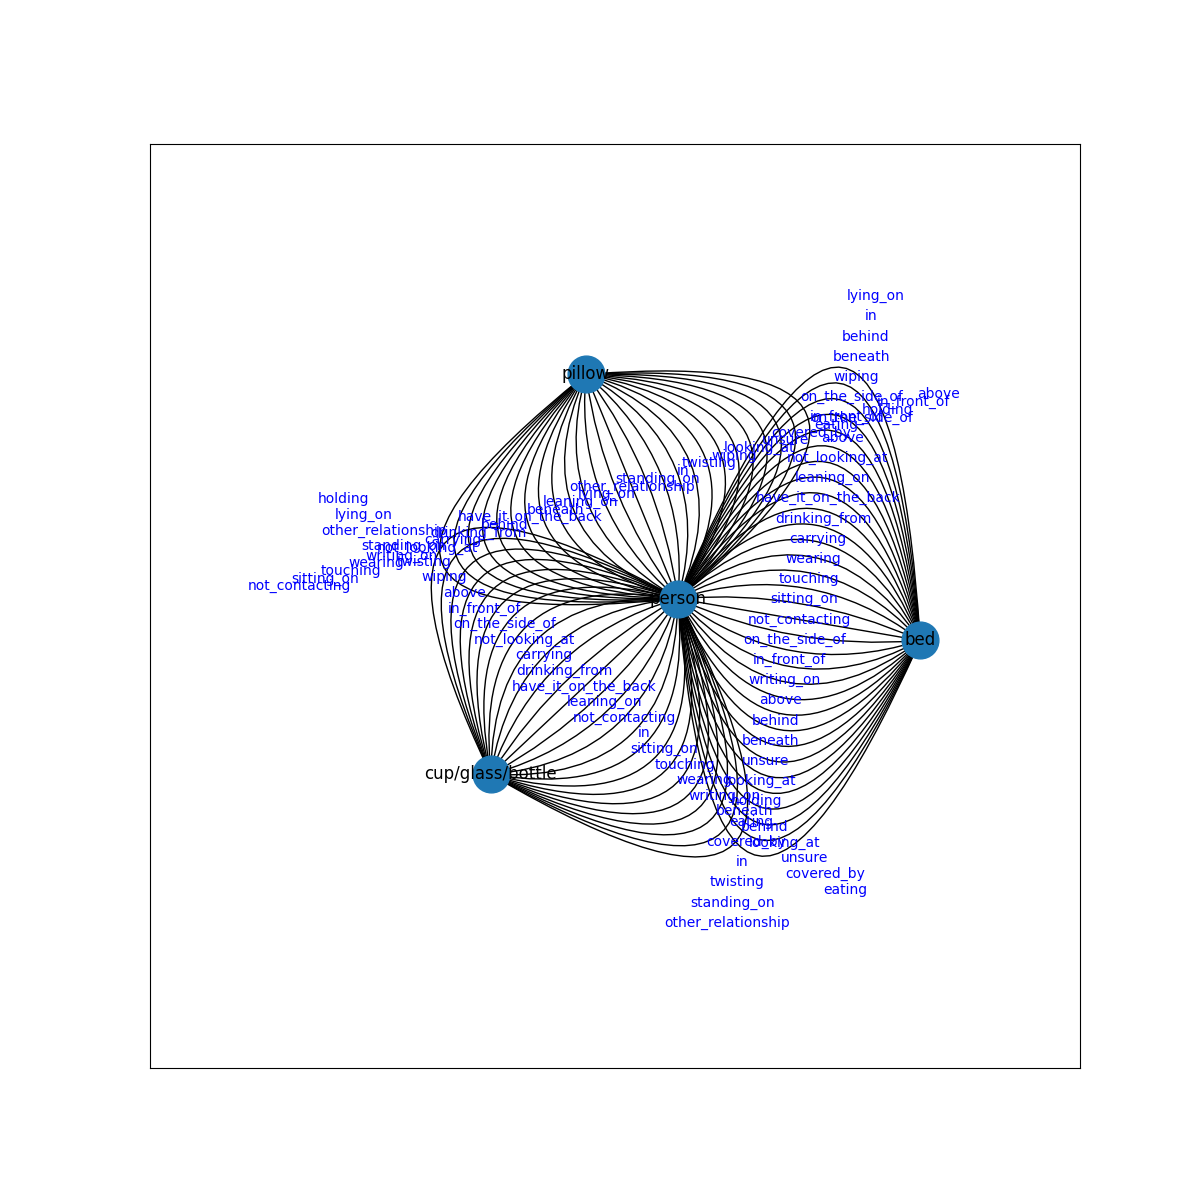 lying_on
in
behind
beneath
pillow
wiping
on_the_side_of
above
in_front_of
holding
in_front_of
on_the_side_of
eating
covered_by
unsure
above
looking_at
wiping
not_looking_at
twisting
in
leaning_on
standing_on
other_relationship
lying_on
have_it_on_the_back
holding
leaning_on
beneath
lying_on
have_it_on_the_back
drinking_from
behind
other_relationship
drinking_from
carrying
carrying
standing_on
not_looking_at
writing_on
wearing
twisting
wearing
touching
wiping
touching
sitting_on
not_contacting
above
person
sitting_on
in_front_of
on_the_side_of
not_contacting
not_looking_at
on_the_side_of
bed
carrying
in_front_of
drinking_from
writing_on
have_it_on_the_back
leaning_on
above
not_contacting
behind
in
beneath
sitting_on
unsure
touching
cup/glass/bottle
wearing
looking_at
writing_on
holding
beneath
eating
behind
covered_by
looking_at
in
unsure
covered_by
twisting
eating
standing_on
other_relationship